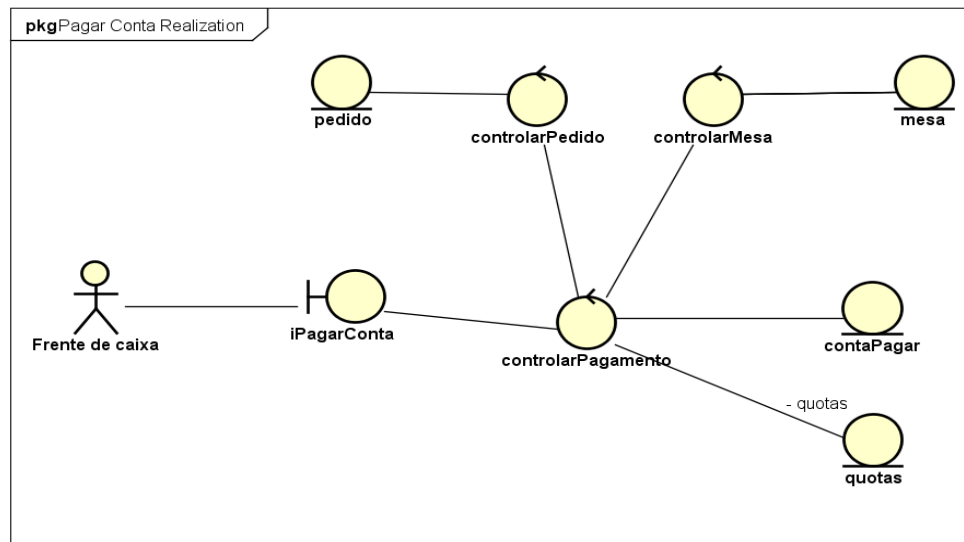 pkgPagar Conta Realization
pedido
controlarPedido
controlarMesa
mesa
Frente de caixa
iPagarConta
controlarPagamento
contaPagar
- quotas
quotas